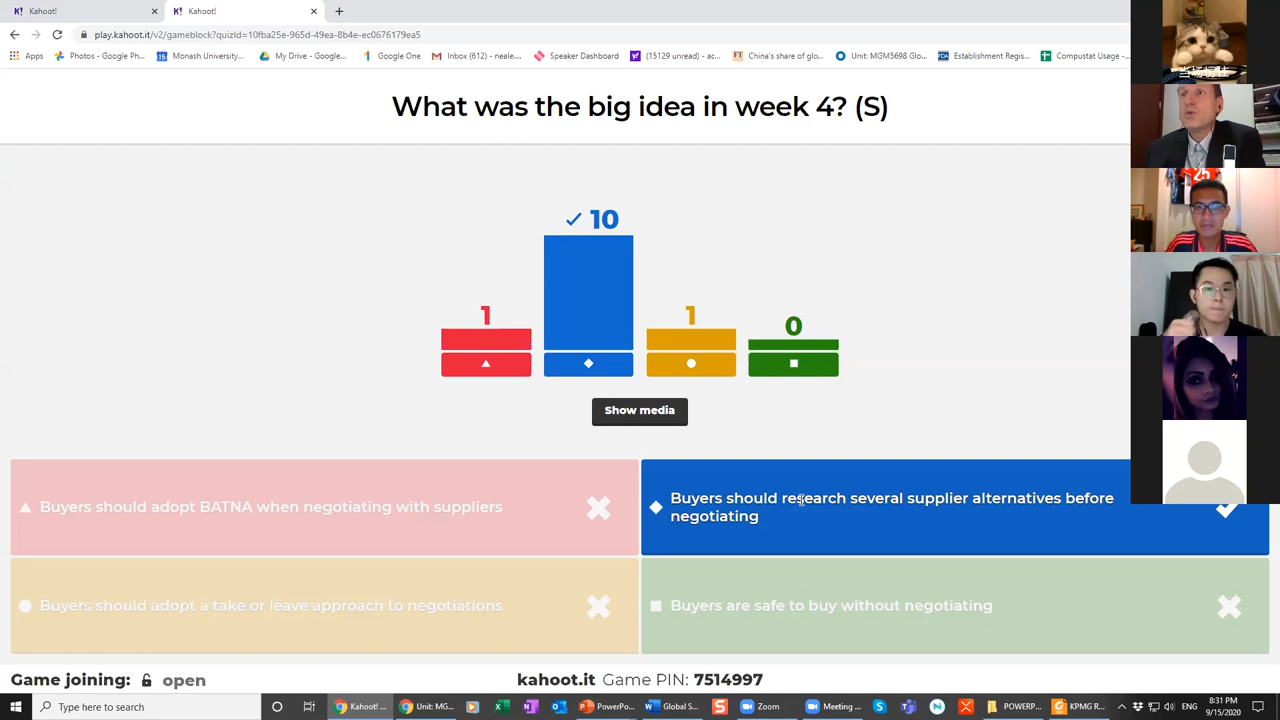 Kahoot!
Kahoot!
play.kahoot.it/v2/gameblock?quizId=10fba25e-965d-49ea-8b4e-ec0676179ea5
Apps
Photos - Google Ph...
Monash University...
My Drive - Google...
Google One
Inbox (612) - neale...
Speaker Dashboard
(15129 unread) - ac...
China's share of glo...
Unit: MGM5698 Glo...
Establishment Regis...
Compustat Usage -...
What was the big idea in week 4? (S)
10
1
1
0
Show media
Buyers should adopt BATNA when negotiating with suppliers
Buyers should research several supplier alternatives before
negotiating
Buyers should adopt a take or leave approach to negotiations
Buyers are safe to buy without negotiating
Game joining: open
kahoot.it Game PIN: 7514997
Type here to search
Kahoot! ...
Unit: MG...
PowerPo...
Global S...
Zoom
Meeting ...
POWERP...
KPMG R...
ENG
8:31 PM
9/15/2020
25